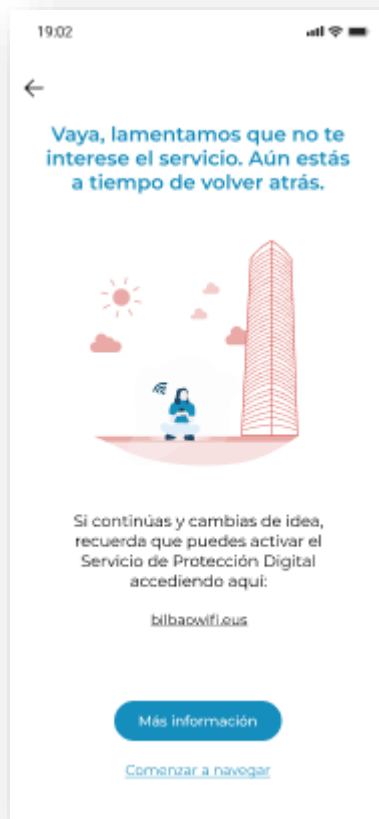 19:02
Vaya, lamentamos que no te
interese el servicio. Aún estás
a tiempo de volver atrás.
Si continúas y cambias de idea,
recuerda que puedes activar el
Servicio de Protección Digital
accediendo aquí:
bilbaowifi.eus
Más información
Comenzar a navegar